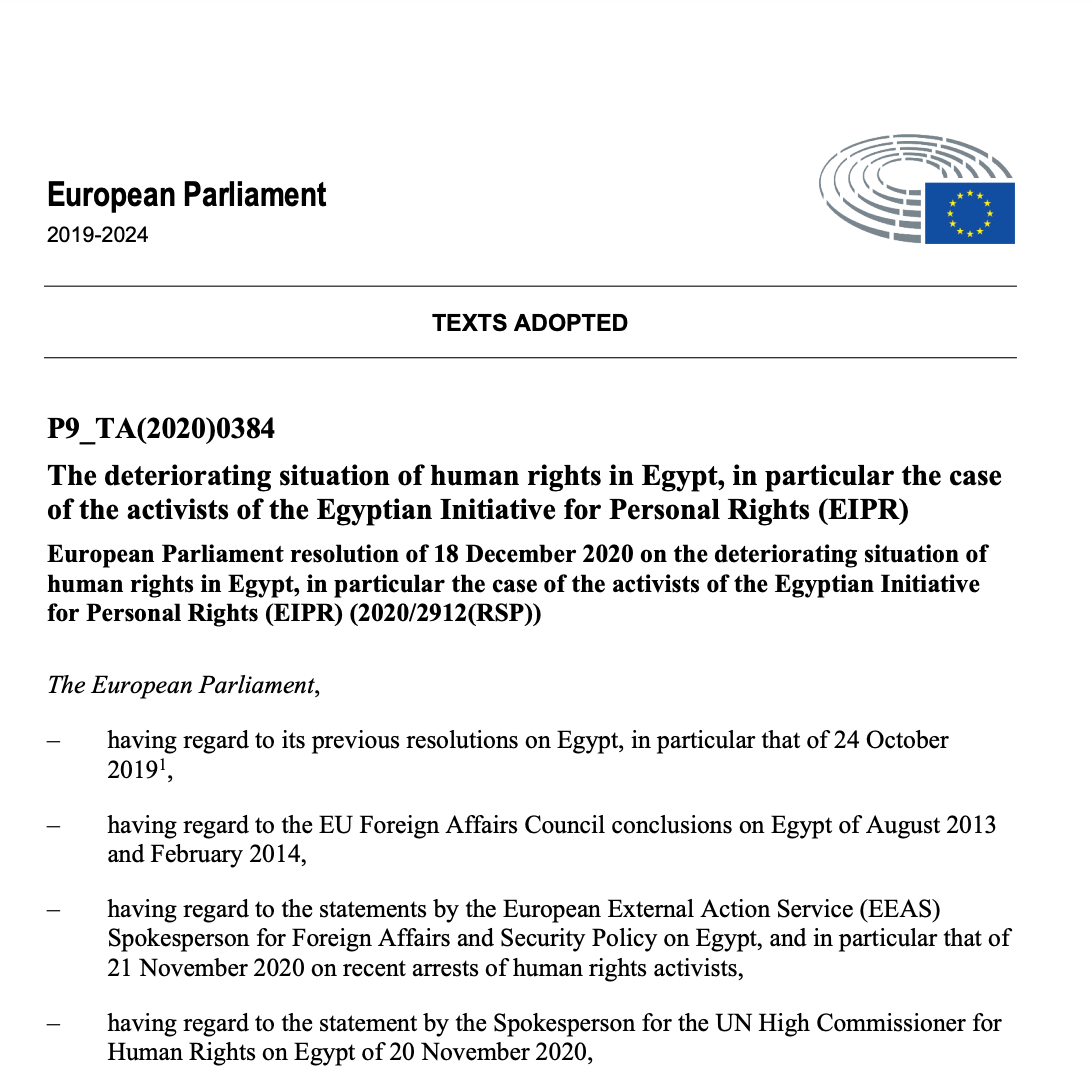 European Parliament
2019-2024
TEXTS ADOPTED
P9_TA(2020)0384
The deteriorating situation of human rights in Egypt, in particular the case
of the activists of the Egyptian Initiative for Personal Rights (EIPR)
European Parliament resolution of 18 December 2020 on the deteriorating situation of
human rights in Egypt, in particular the case of the activists of the Egyptian Initiative
for Personal Rights (EIPR) (2020/2912(RSP))
The European Parliament,
– having regard to its previous resolutions on Egypt, in particular that of 24 October
2019¹,
– having regard to the EU Foreign Affairs Council conclusions on Egypt of August 2013
and February 2014,
– having regard to the statements by the European External Action Service (EEAS)
Spokesperson for Foreign Affairs and Security Policy on Egypt, and in particular that of
21 November 2020 on recent arrests of human rights activists,
– having regard to the statement by the Spokesperson for the UN High Commissioner for
Human Rights on Egypt of 20 November 2020,